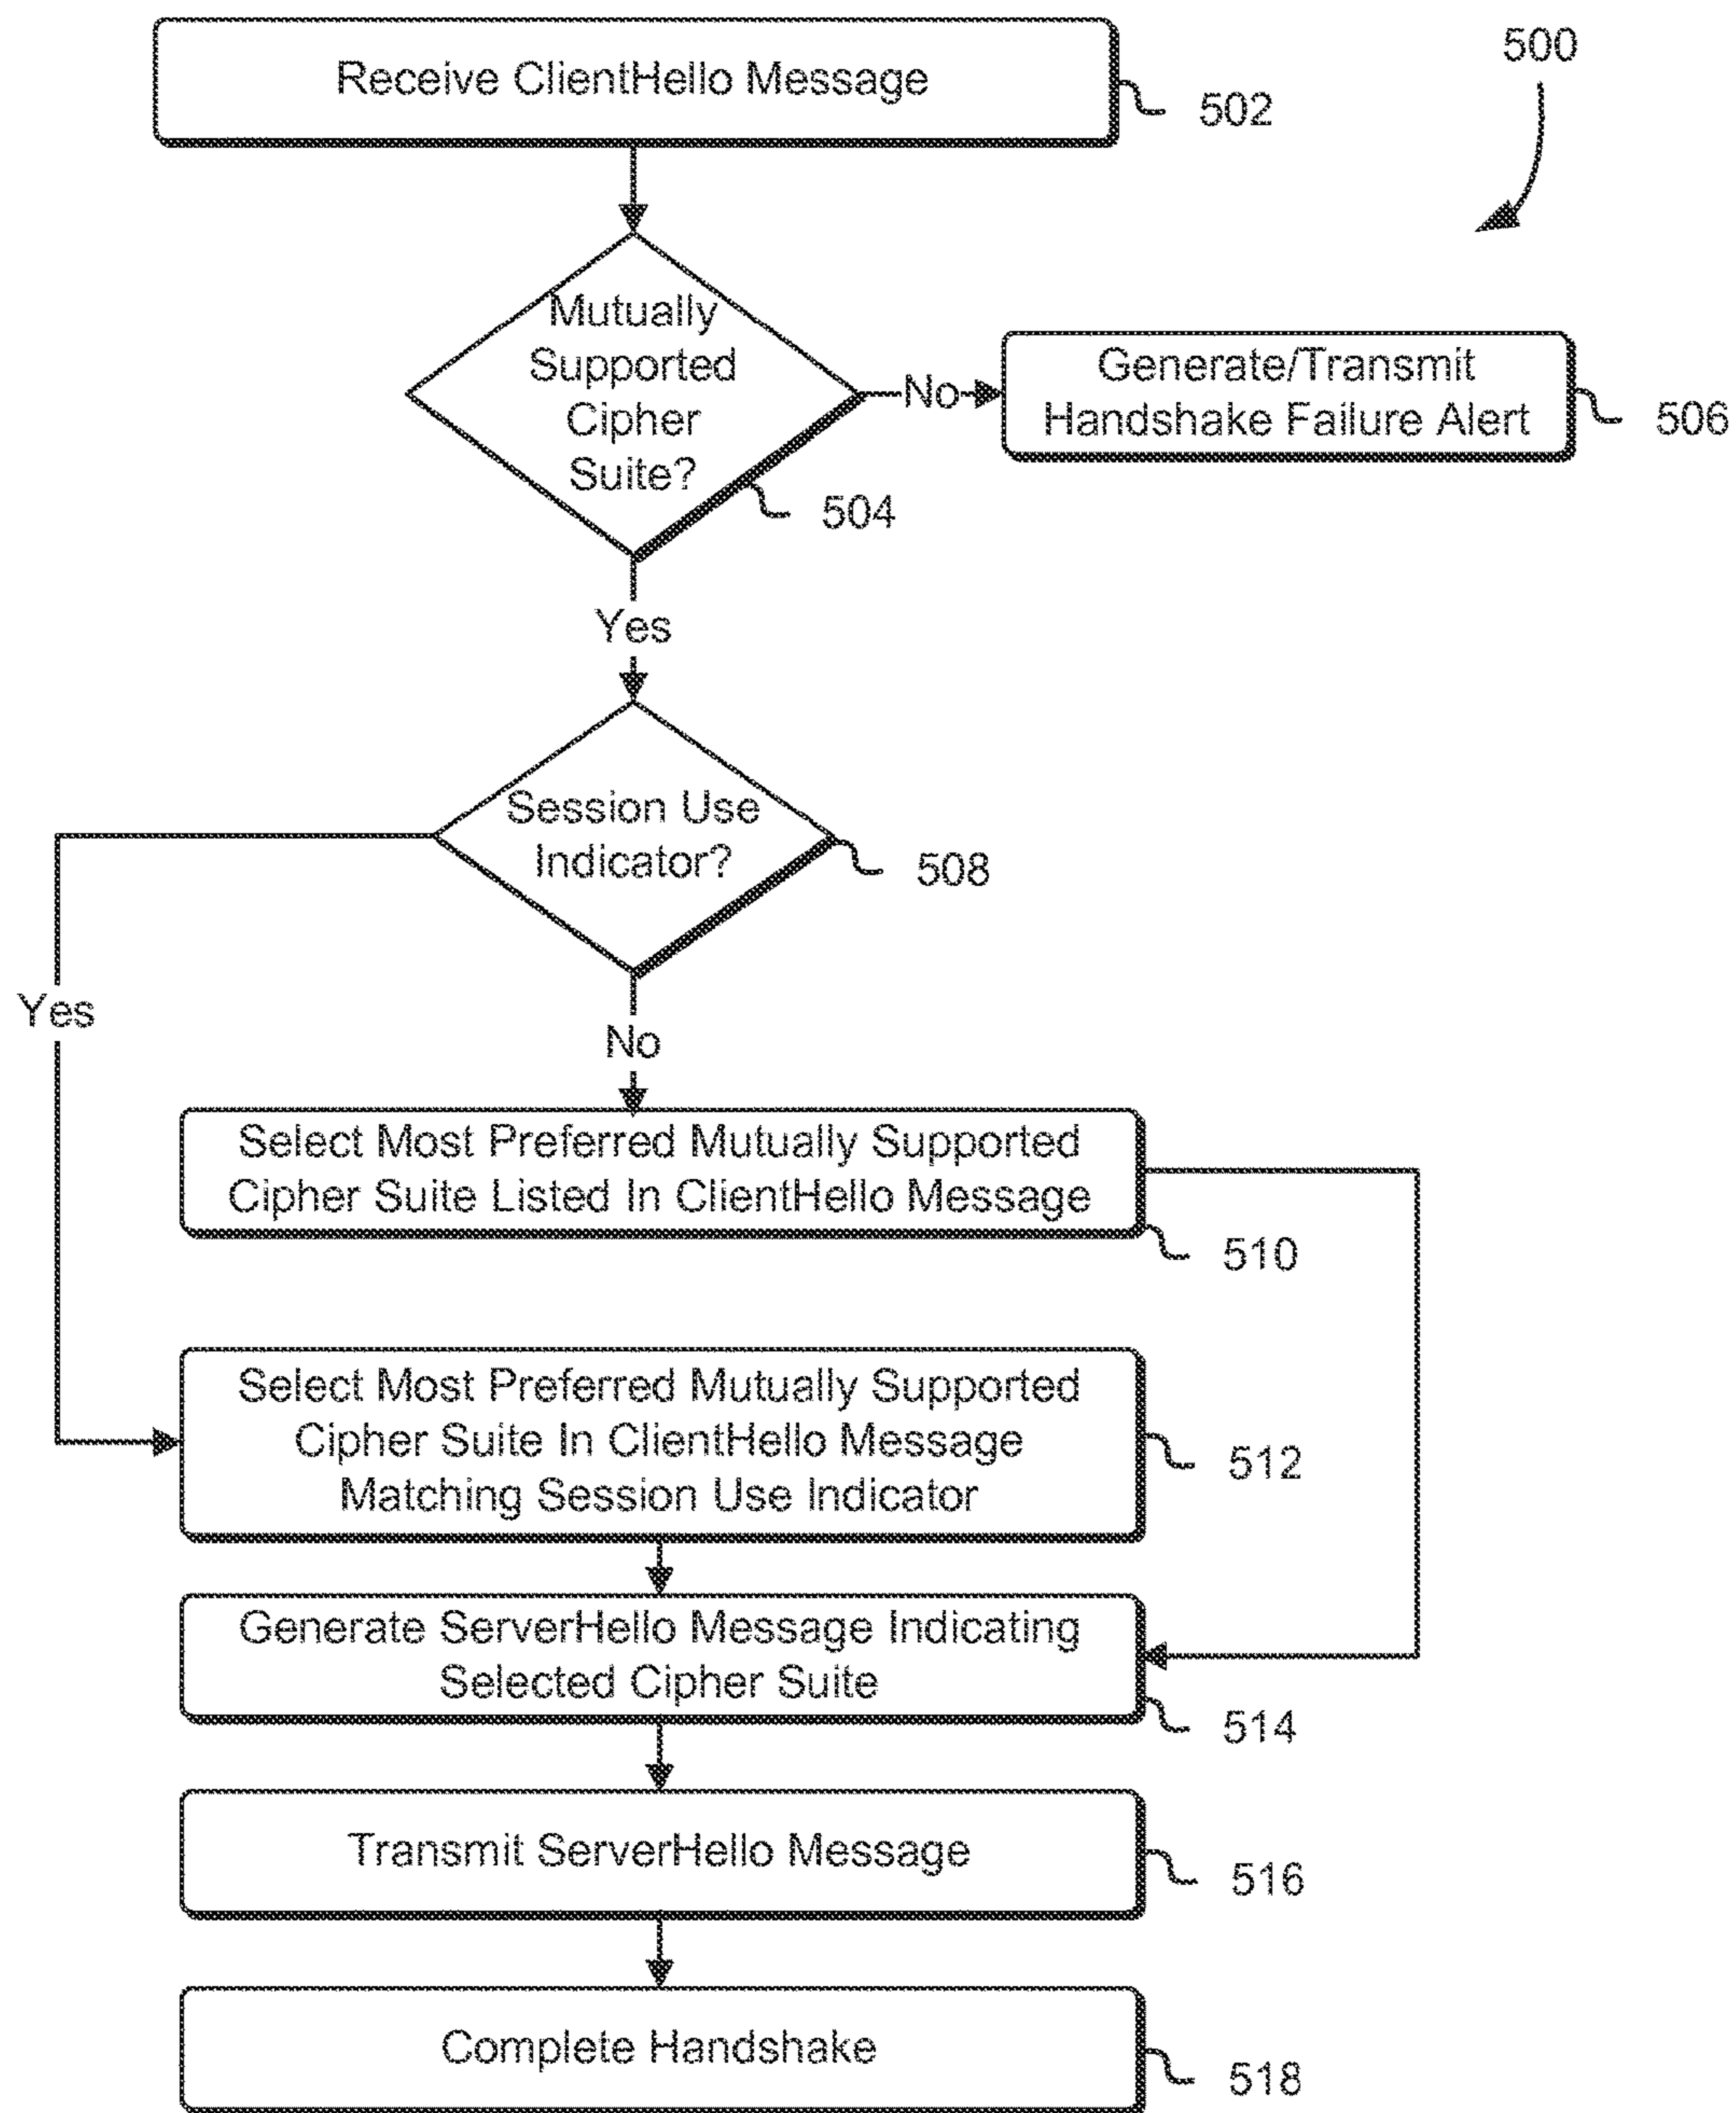 500
Receive ClientHello Message
502
Mutually
Supported
Cipher
Suite?
504
No
Generate/Transmit
Handshake Failure Alert
506
Yes
Session Use
Indicator?
508
Yes
No
Select Most Preferred Mutually Supported
Cipher Suite Listed In ClientHello Message
510
Select Most Preferred Mutually Supported
Cipher Suite In ClientHello Message
Matching Session Use Indicator
512
Generate ServerHello Message Indicating
Selected Cipher Suite
514
Transmit ServerHello Message
516
Complete Handshake
518